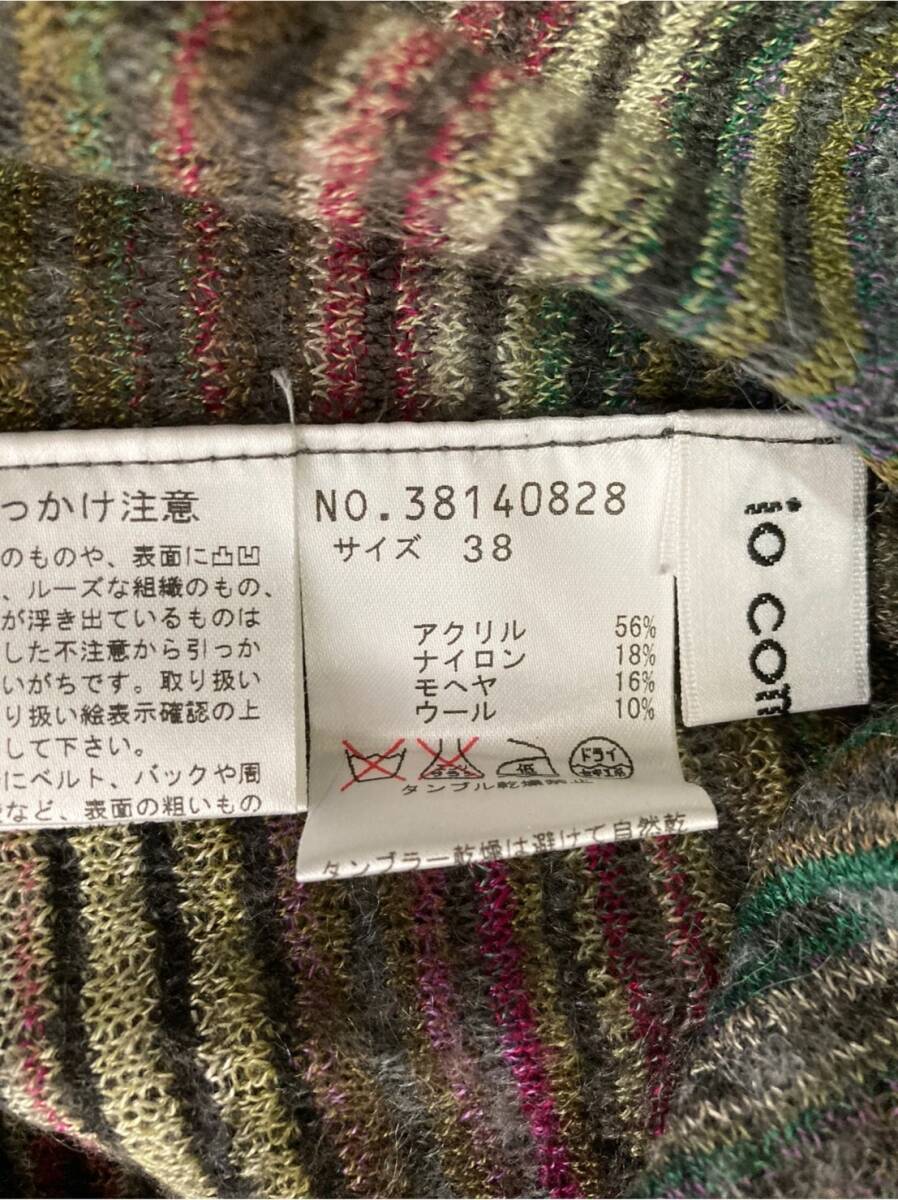 っかけ注意
のものや、表面に凸凹
、ルーズな組織のもの、
が浮き出ているものは
した不注意から引っか
いがちです。取り扱い
り扱い絵表示確認の上
して下さい。
にベルト、バックや周
など、表面の粗いもの
NO.38140828
サイズ 38
アクリル 56%
ナイロン 18%
モヘヤ 16%
ウール 10%
低
ドライ
タンブル乾燥禁止
タンブラー乾燥は避けて自然乾
to com